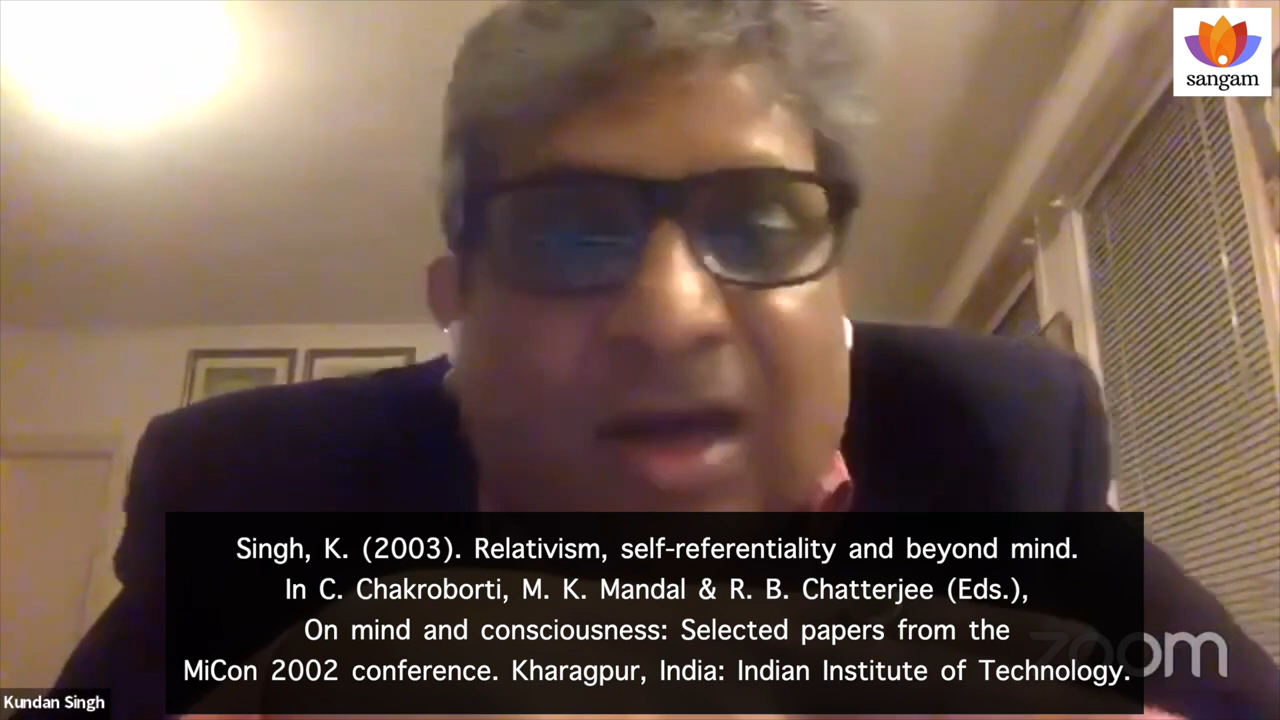 sangam
Singh, K. (2003). Relativism, self-referentiality and beyond mind.
In C. Chakroborti, M. K. Mandal & R. B. Chatterjee (Eds.),
On mind and consciousness: Selected papers from the
MiCon 2002 conference. Kharagpur, India: Indian Institute of Technology.
zoom
Kundan Singh